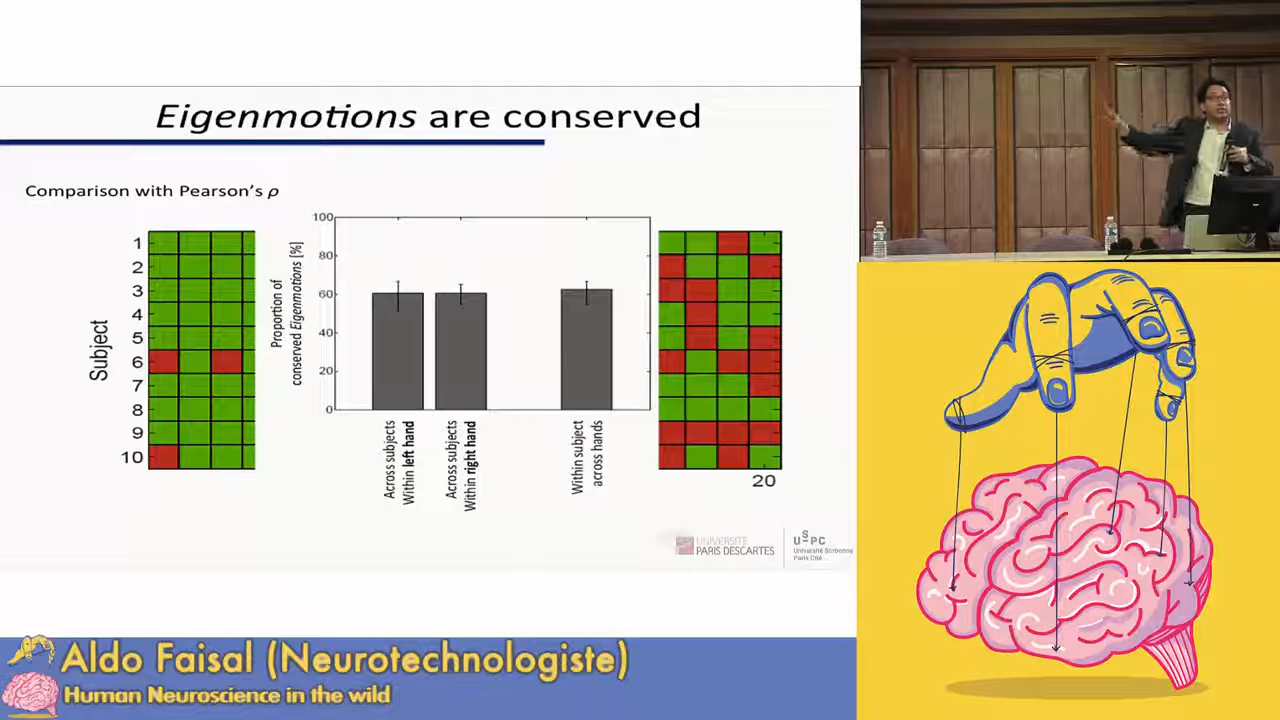 Eigenmotions are conserved
Comparison with Pearson's ρ
Subject
1
2
3
4
5
6
7
8
9
10
Proportion of
conserved Eigenmotions [%]
100
80
60
40
20
0
Across subjects
Within left hand
Across subjects
Within right hand
Within subject
across hands
20
UNIVERSITÉ
PARIS DESCARTES
USPC
Université Sorbonne
Paris Cité
Aldo Faisal (Neurotechnologiste)
Human Neuroscience in the wild